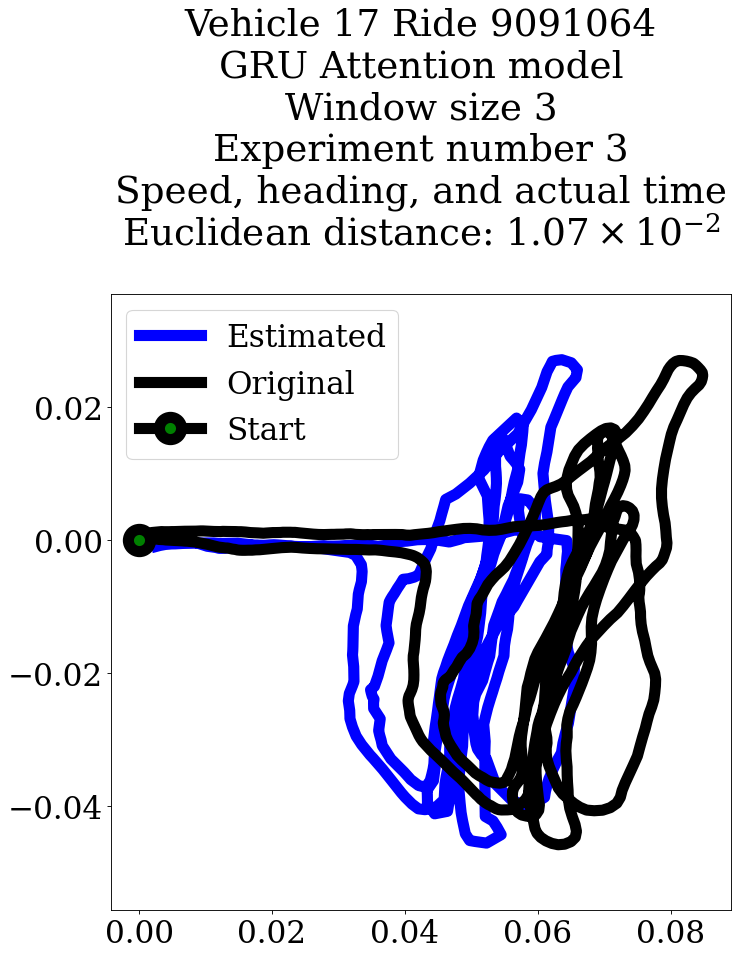 Vehicle 17 Ride 9091064
GRU Attention model
Window size 3
Experiment number 3
Speed, heading, and actual time
Euclidean distance: 1.07 × 10⁻²
Estimated
Original
Start
0.02
0.00
−0.02
−0.04
0.00 0.02 0.04 0.06 0.08